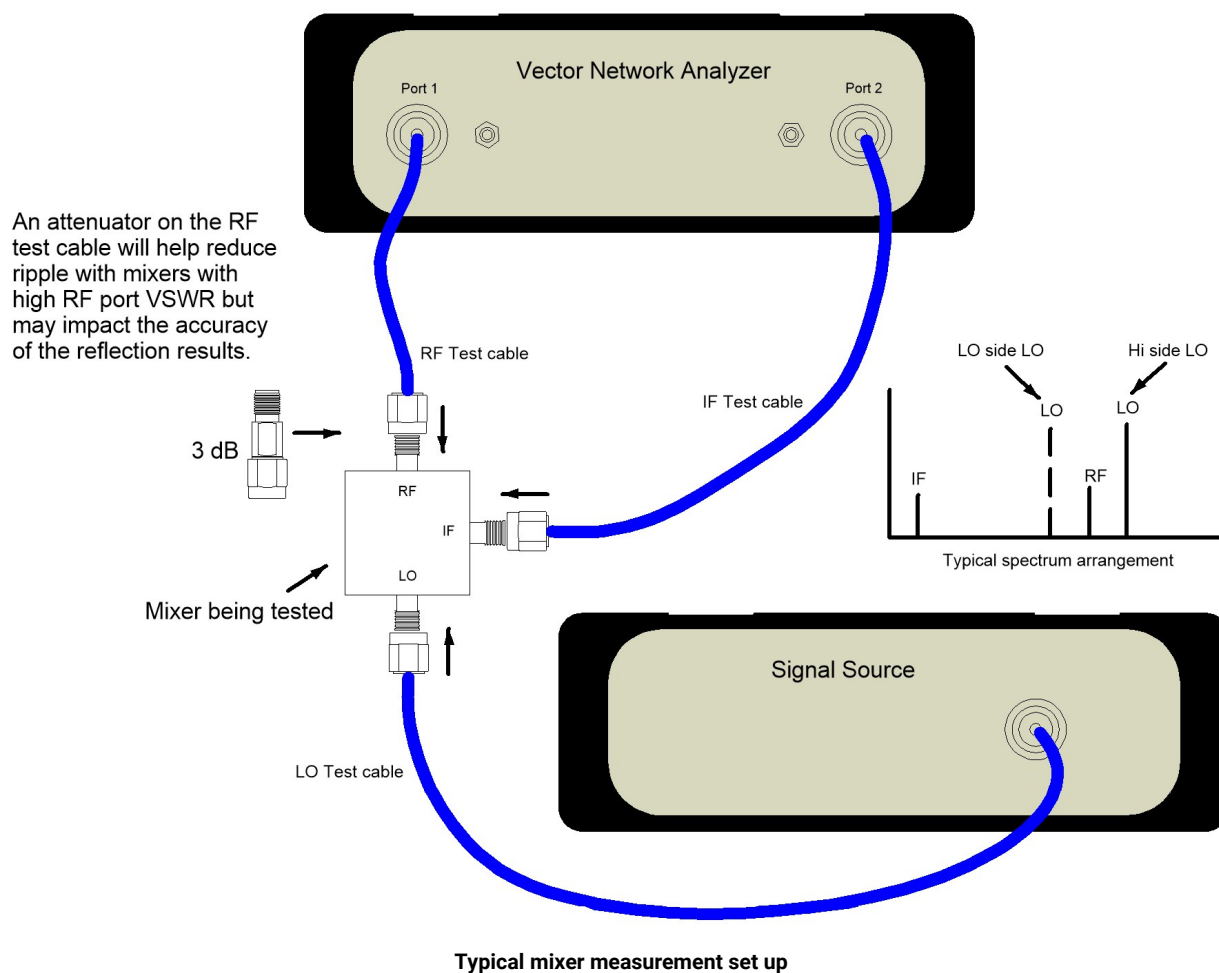 Vector Network Analyzer
Port 1
Port 2
An attenuator on the RF
test cable will help reduce
ripple with mixers with
high RF port VSWR but
may impact the accuracy
of the reflection results.
RF Test cable
IF Test cable
LO side LO
Hi side LO
LO
LO
IF
RF
Typical spectrum arrangement
3 dB
RF
IF
LO
Mixer being tested
Signal Source
LO Test cable
Typical mixer measurement set up